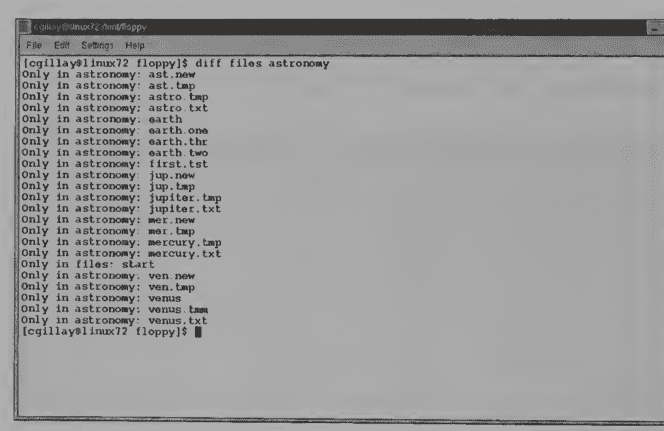 cgillay@linux72:/mnt/floppy
File Edit Settings Help
[cgillay@linux72 floppy]$ diff files astronomy
Only in astronomy: ast.new
Only in astronomy: ast.tmp
Only in astronomy: astro.tmp
Only in astronomy: astro.txt
Only in astronomy: earth
Only in astronomy: earth.one
Only in astronomy: earth.thr
Only in astronomy: earth.two
Only in astronomy: first.tst
Only in astronomy: jup.new
Only in astronomy: jup.tmp
Only in astronomy: jupiter.tmp
Only in astronomy: jupiter.txt
Only in astronomy: mer.new
Only in astronomy: mer.tmp
Only in astronomy: mercury.tmp
Only in astronomy: mercury.txt
Only in files: start
Only in astronomy: ven.new
Only in astronomy: ven.tmp
Only in astronomy: venus
Only in astronomy: venus.tmm
Only in astronomy: venus.txt
[cgillay@linux72 floppy]$